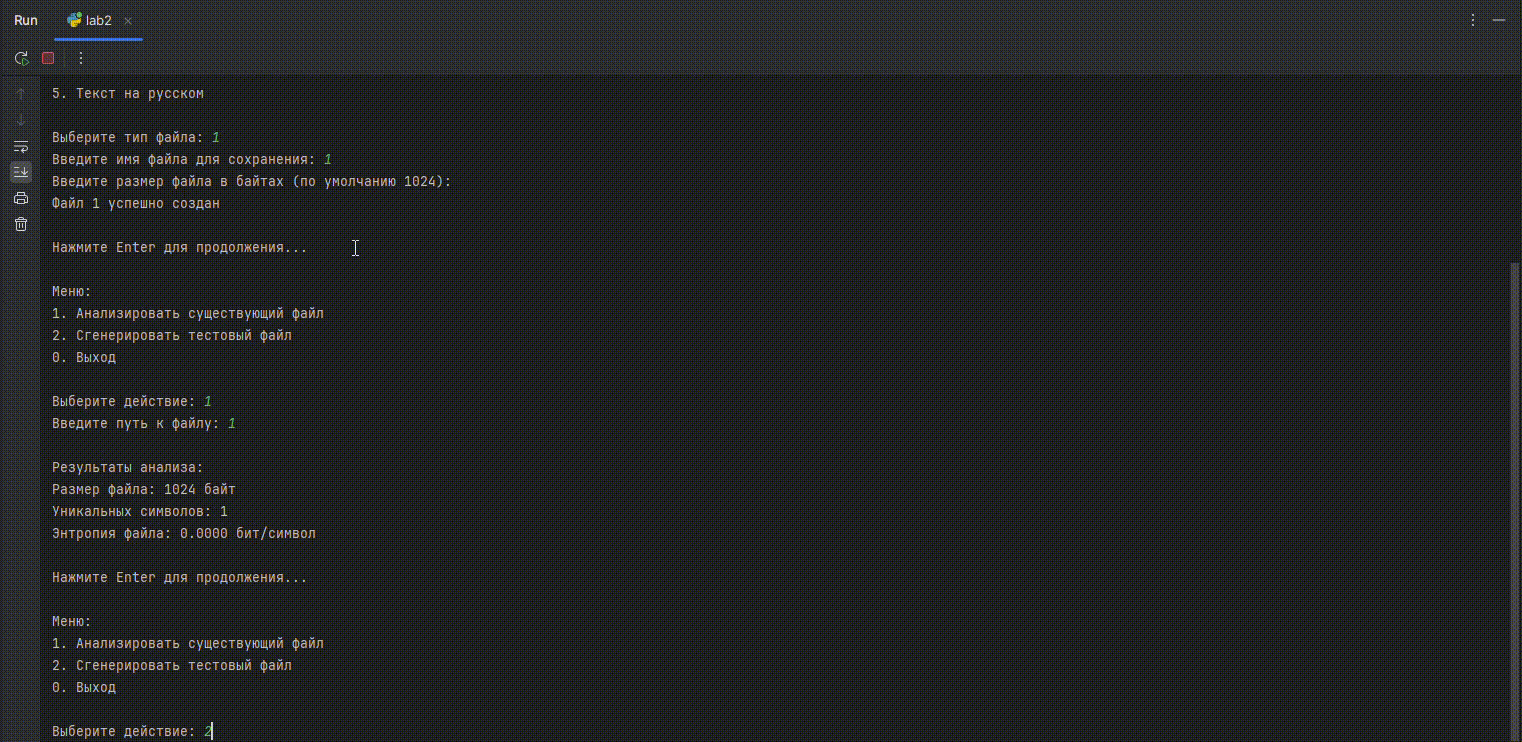 Run lab2
5. Текст на русском
Выберите тип файла: 1
Введите имя файла для сохранения: 1
Введите размер файла в байтах (по умолчанию 1024):
Файл 1 успешно создан
Нажмите Enter для продолжения...
Меню:
1. Анализировать существующий файл
2. Сгенерировать тестовый файл
0. Выход
Выберите действие: 1
Введите путь к файлу: 1
Результаты анализа:
Размер файла: 1024 байт
Уникальных символов: 1
Энтропия файла: 0.0000 бит/символ
Нажмите Enter для продолжения...
Меню:
1. Анализировать существующий файл
2. Сгенерировать тестовый файл
0. Выход
Выберите действие: 2